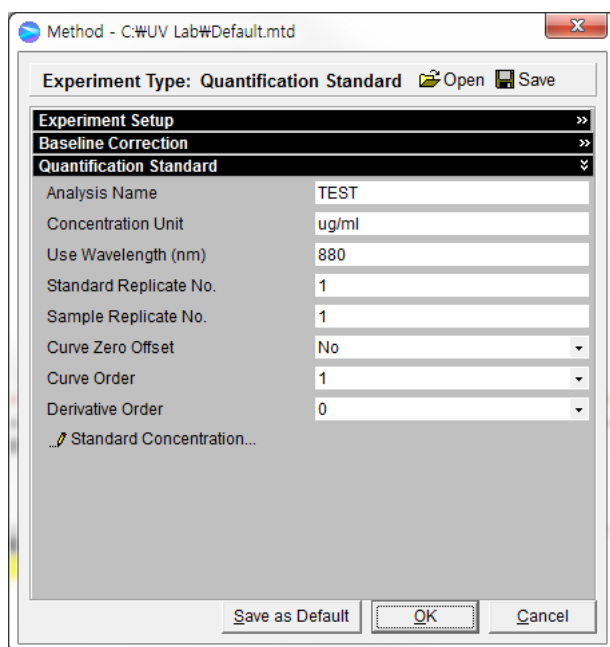 Method - C:₩UV Lab₩Default.mtd
Experiment Type: Quantification Standard Open Save
Experiment Setup »
Baseline Correction »
Quantification Standard
Analysis Name TEST
Concentration Unit ug/ml
Use Wavelength (nm) 880
Standard Replicate No. 1
Sample Replicate No. 1
Curve Zero Offset No
Curve Order 1
Derivative Order 0
Standard Concentration...
Save as Default OK Cancel